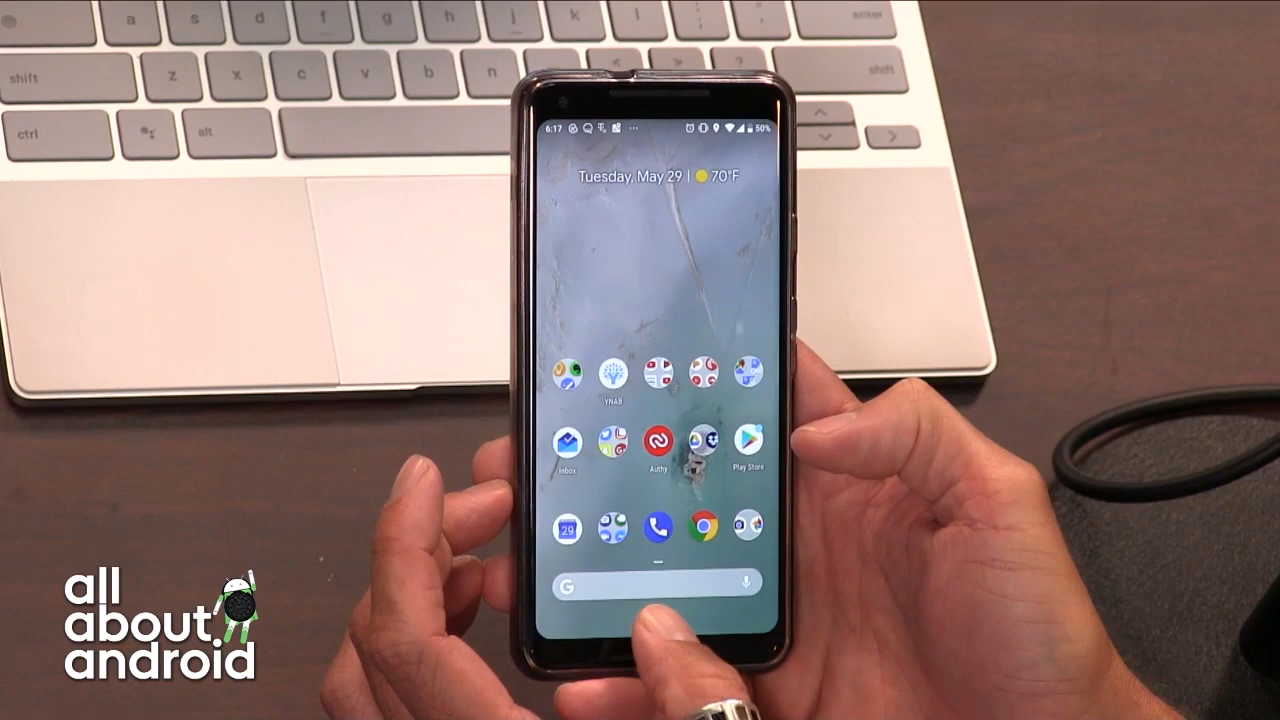 a s d f g h j k l ; : ' " enter
shift z x c v b n < > ? shift
ctrl alt
6:17 50%
Tuesday, May 29 | 70°F
YNAB
Inbox Authy Play Store
29
G
all
about
android